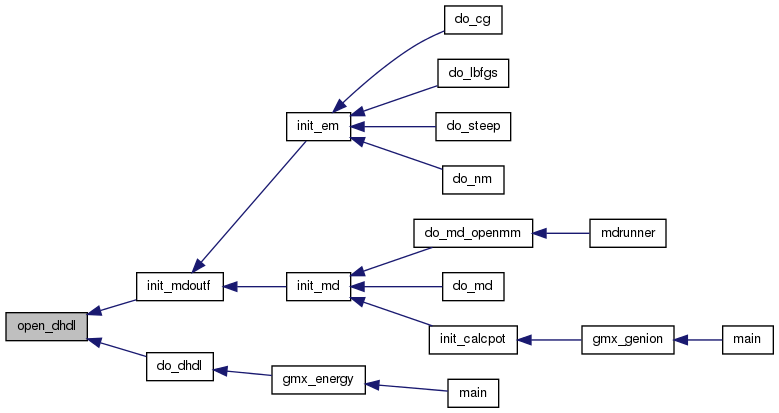 do_cg
do_lbfgs
init_em
do_steep
do_nm
do_md_openmm
mdrunner
init_mdoutf
init_md
do_md
open_dhdl
init_calcpot
gmx_genion
main
do_dhdl
gmx_energy
main